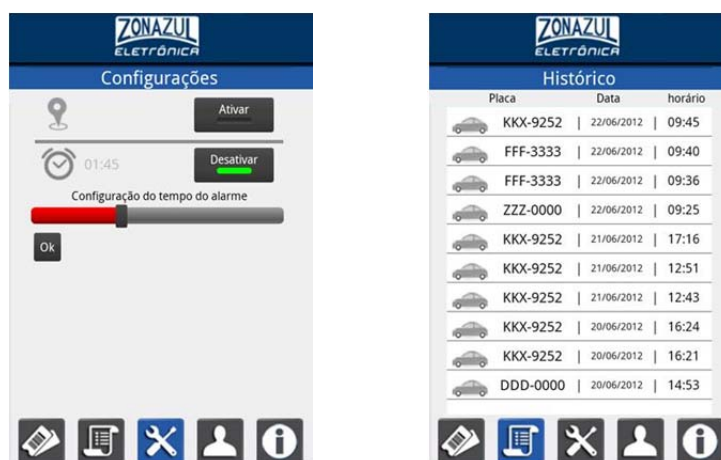 ZONAZUL
ELETRÔNICA
Configurações
Ativar
01:45
Desativar
Configuração do tempo do alarme
Ok
ZONAZUL
ELETRÔNICA
Histórico
Placa Data horário
KKX-9252 | 22/06/2012 | 09:45
FFF-3333 | 22/06/2012 | 09:40
FFF-3333 | 22/06/2012 | 09:36
ZZZ-0000 | 22/06/2012 | 09:25
KKX-9252 | 21/06/2012 | 17:16
KKX-9252 | 21/06/2012 | 12:51
KKX-9252 | 21/06/2012 | 12:43
KKX-9252 | 20/06/2012 | 16:24
KKX-9252 | 20/06/2012 | 16:21
DDD-0000 | 20/06/2012 | 14:53